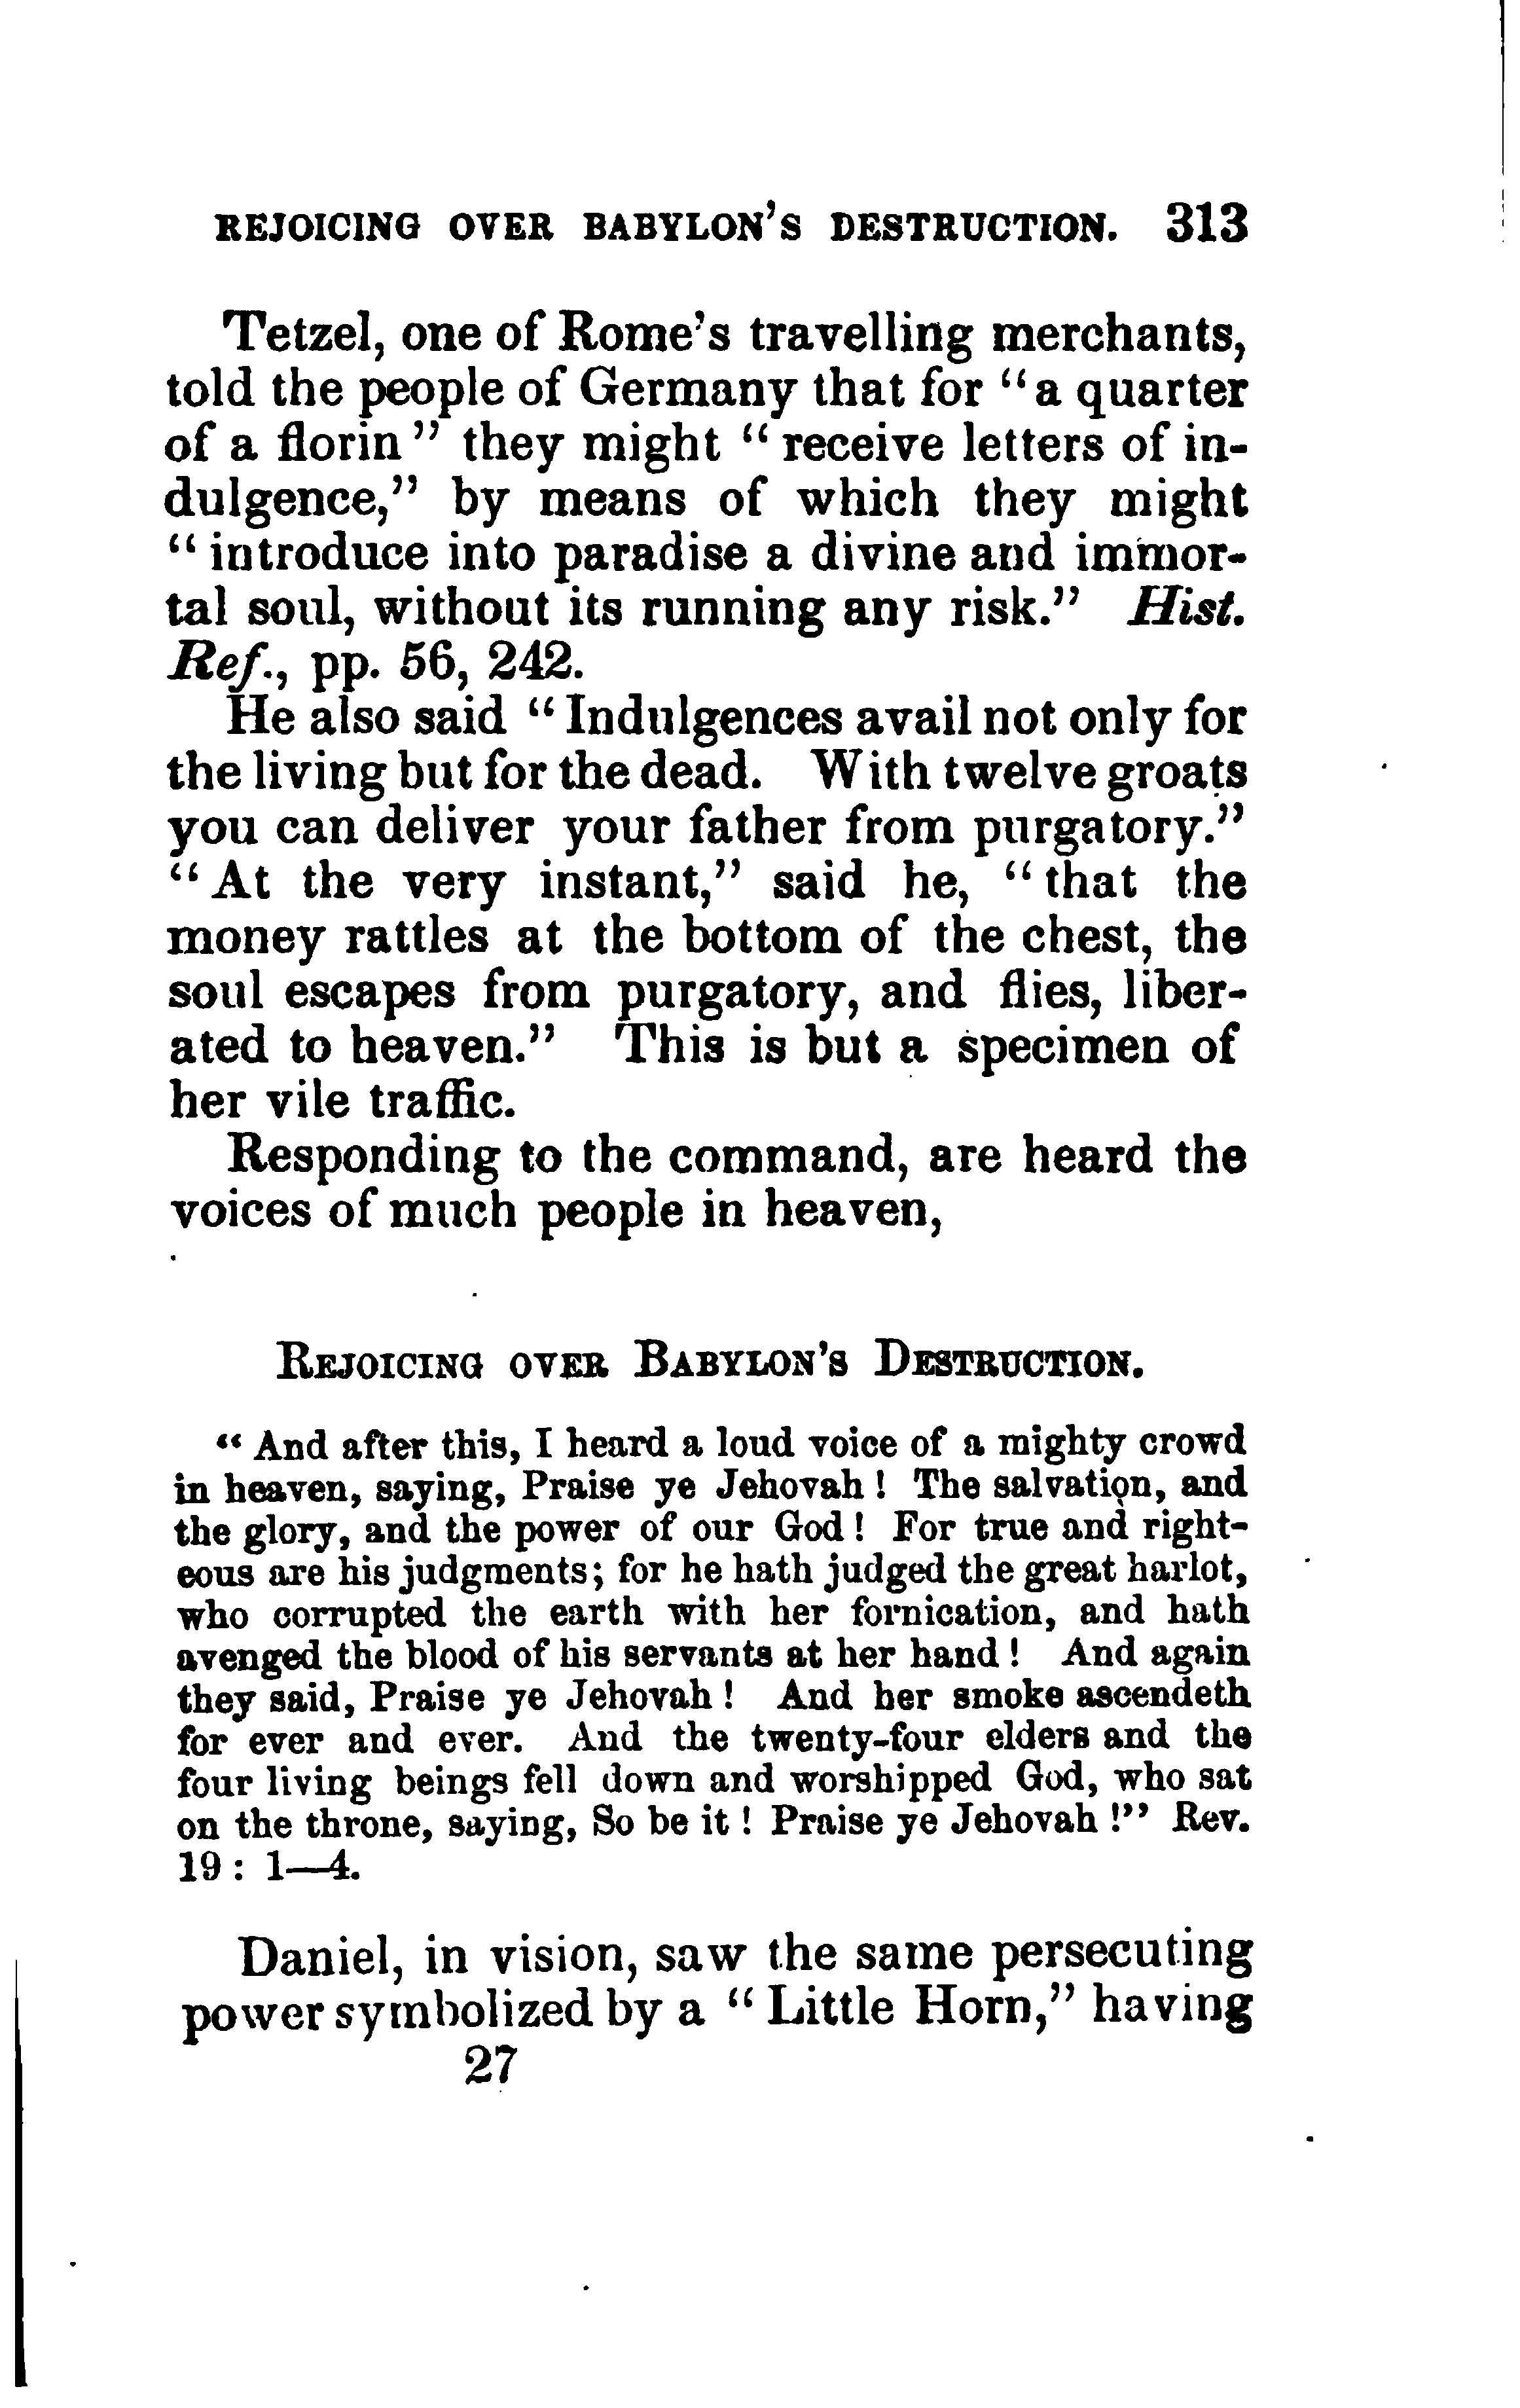 REJOICING OVER BABYLON'S DESTRUCTION. 313
Tetzel, one of Rome's travelling merchants,
told the people of Germany that for "a quarter
of a florin" they might "receive letters of in-
dulgence," by means of which they might
"introduce into paradise a divine and immor-
tal soul, without its running any risk." Hist.
Ref., pp. 56, 242.
He also said "Indulgences avail not only for
the living but for the dead. With twelve groats
you can deliver your father from purgatory."
"At the very instant," said he, "that the
money rattles at the bottom of the chest, the
soul escapes from purgatory, and flies, liber-
ated to heaven." This is but a specimen of
her vile traffic.
Responding to the command, are heard the
voices of much people in heaven,
REJOICING OVER BABYLON'S DESTRUCTION.
"And after this, I heard a loud voice of a mighty crowd
in heaven, saying, Praise ye Jehovah! The salvation, and
the glory, and the power of our God! For true and right-
eous are his judgments; for he hath judged the great harlot,
who corrupted the earth with her fornication, and hath
avenged the blood of his servants at her hand! And again
they said, Praise ye Jehovah! And her smoke ascendeth
for ever and ever. And the twenty-four elders and the
four living beings fell down and worshipped God, who sat
on the throne, saying, So be it! Praise ye Jehovah!" Rev.
19: 1—4.
Daniel, in vision, saw the same persecuting
power symbolized by a "Little Horn," having
27